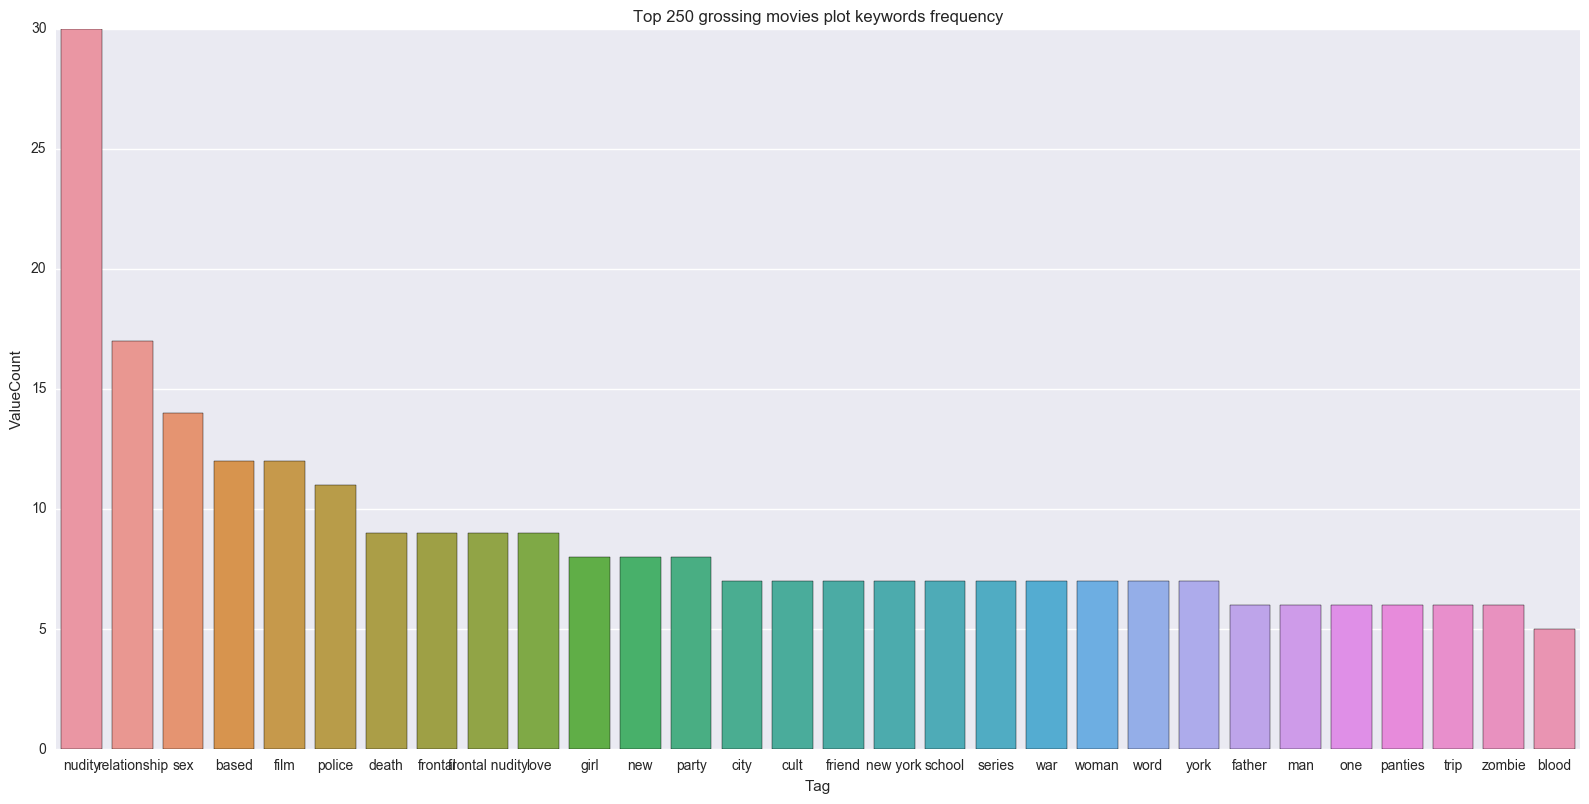 Top 250 grossing movies plot keywords frequency
30
25
20
15
10
5
0
ValueCount
nudity relationship sex based film police death frontal frontal nudity love girl new party city cult friend new york school series war woman word york father man one panties trip zombie blood
Tag